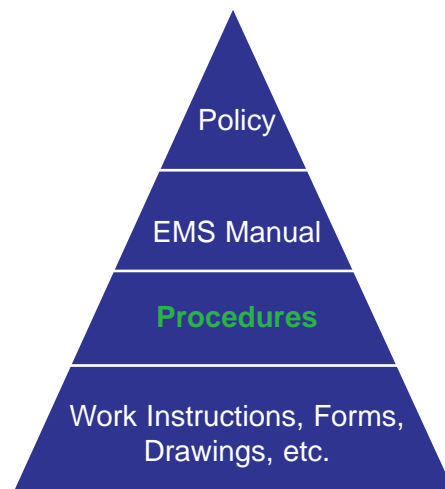 Policy
EMS Manual
Procedures
Work Instructions, Forms,
Drawings, etc.